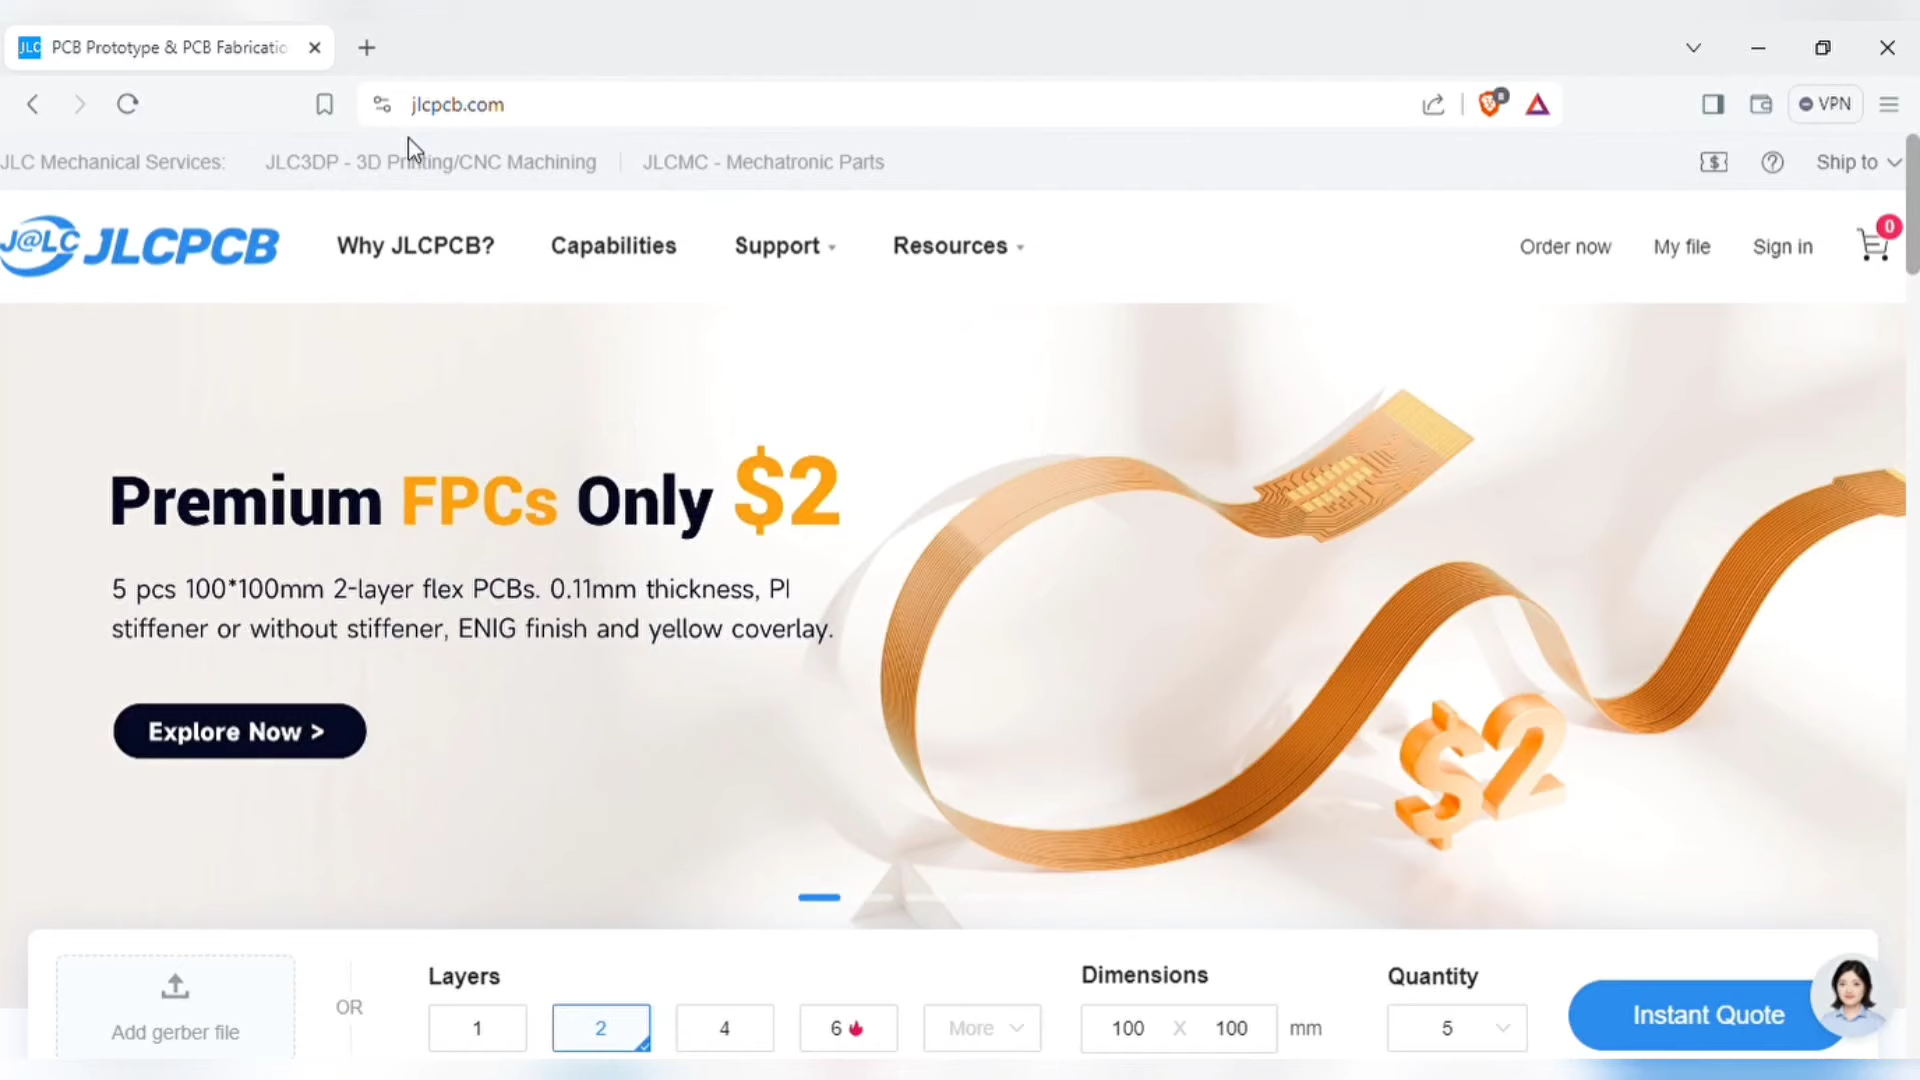 JLC PCB Prototype & PCB Fabricatio
jlcpcb.com
8
VPN
JLC Mechanical Services: JLC3DP - 3D Printing/CNC Machining JLCMC - Mechatronic Parts
$ ? Ship to
J@LC JLCPCB Why JLCPCB? Capabilities Support Resources Order now My file Sign in 0
Premium FPCs Only $2
5 pcs 100*100mm 2-layer flex PCBs. 0.11mm thickness, PI
stiffener or without stiffener, ENIG finish and yellow coverlay.
Explore Now >
$2
Layers Dimensions Quantity
Add gerber file OR 1 2 4 6 More 100 X 100 mm 5 Instant Quote